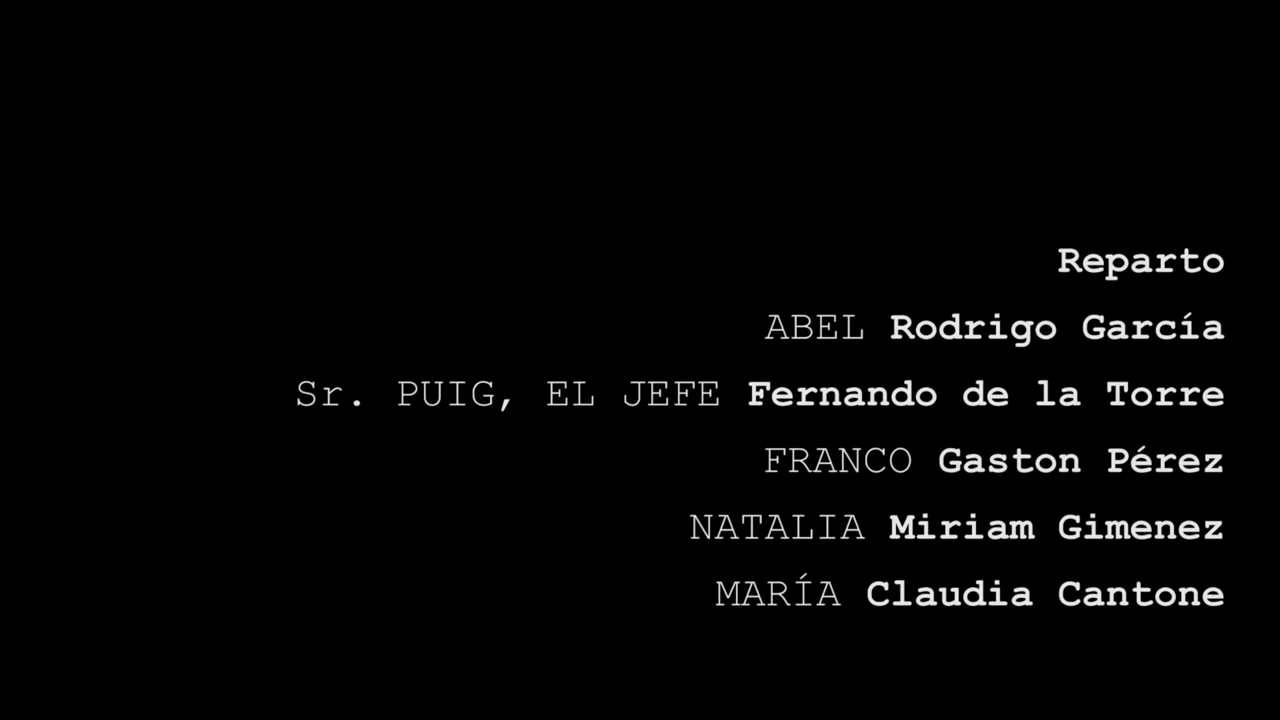 Reparto
ABEL Rodrigo García
Sr. PUIG, EL JEFE Fernando de la Torre
FRANCO Gaston Pérez
NATALIA Miriam Gimenez
MARÍA Claudia Cantone